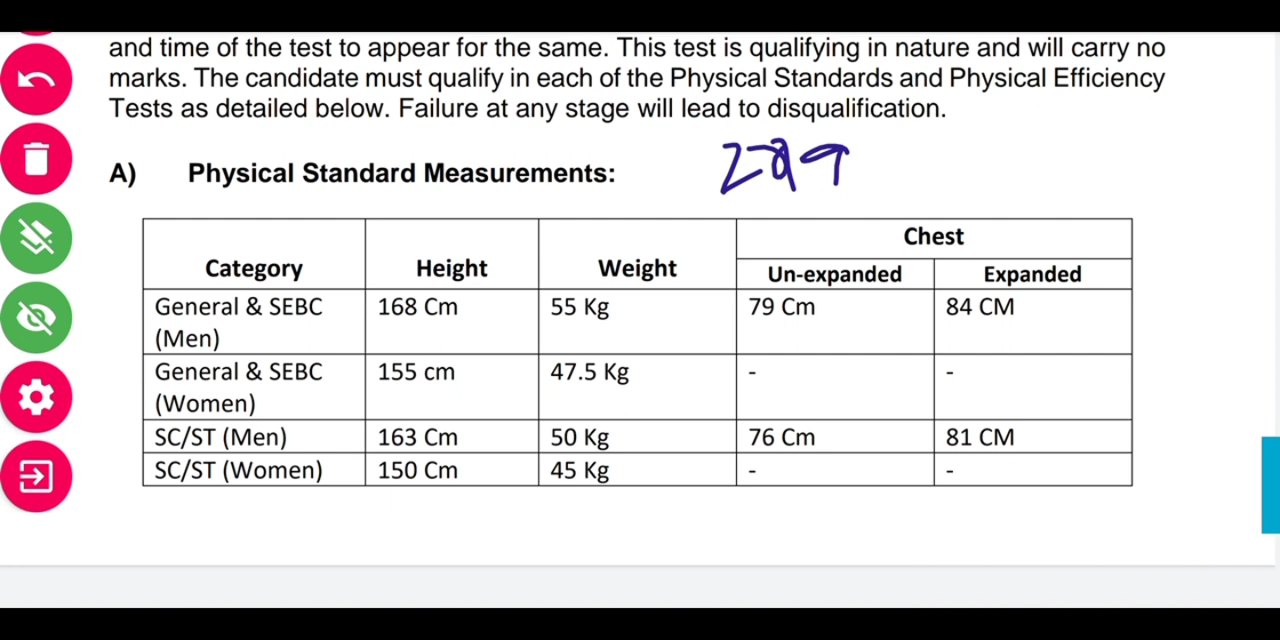 and time of the test to appear for the same. This test is qualifying in nature and will carry no
marks. The candidate must qualify in each of the Physical Standards and Physical Efficiency
Tests as detailed below. Failure at any stage will lead to disqualification.
A) Physical Standard Measurements:
Category Height Weight Chest
Un-expanded Expanded
General & SEBC (Men) 168 Cm 55 Kg 79 Cm 84 CM
General & SEBC (Women) 155 cm 47.5 Kg - -
SC/ST (Men) 163 Cm 50 Kg 76 Cm 81 CM
SC/ST (Women) 150 Cm 45 Kg - -